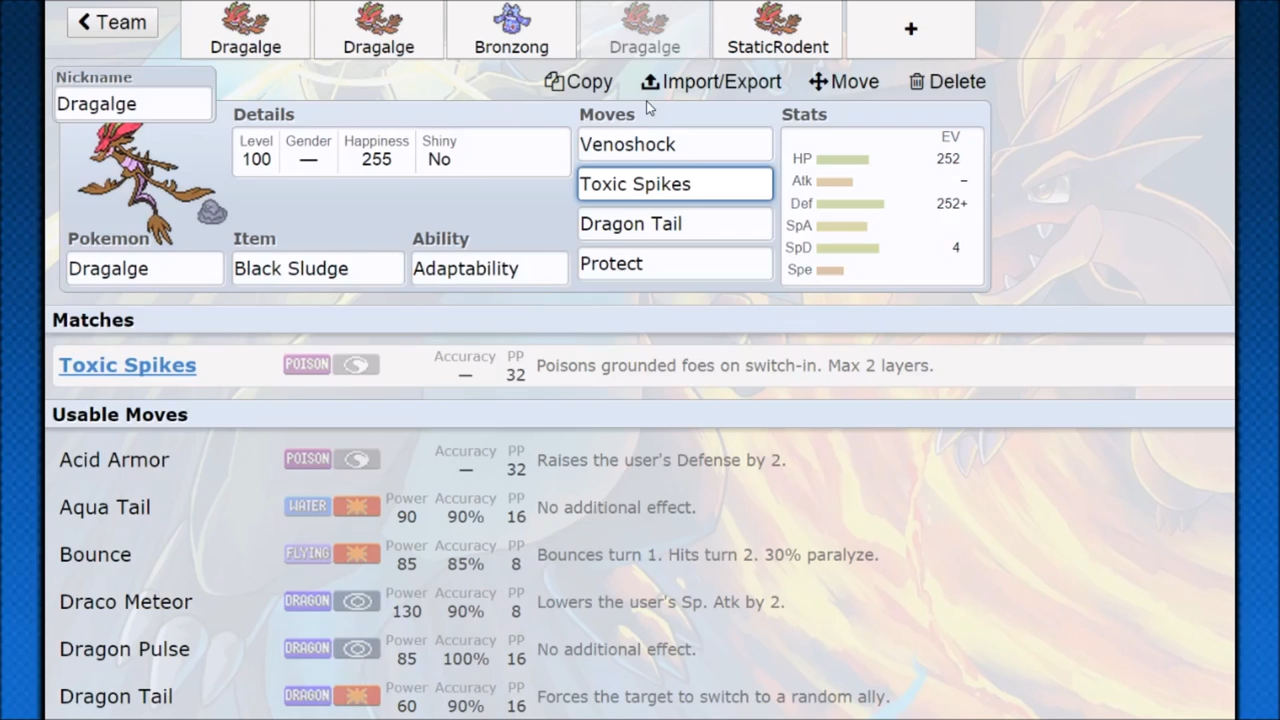 Team
Dragalge
Dragalge
Bronzong
Dragalge
StaticRodent
+
Nickname
Dragalge
Copy
Import/Export
Move
Delete
Details
Level Gender Happiness Shiny
100 — 255 No
Moves
Venoshock
Toxic Spikes
Dragon Tail
Protect
Stats
EV
HP 252
Atk –
Def 252+
SpA
SpD 4
Spe
Pokemon
Dragalge
Item
Black Sludge
Ability
Adaptability
Matches
Toxic Spikes POISON Accuracy — PP 32 Poisons grounded foes on switch-in. Max 2 layers.
Usable Moves
Acid Armor POISON Accuracy — PP 32 Raises the user's Defense by 2.
Aqua Tail WATER Power 90 Accuracy 90% PP 16 No additional effect.
Bounce FLYING Power 85 Accuracy 85% PP 8 Bounces turn 1. Hits turn 2. 30% paralyze.
Draco Meteor DRAGON Power 130 Accuracy 90% PP 8 Lowers the user's Sp. Atk by 2.
Dragon Pulse DRAGON Power 85 Accuracy 100% PP 16 No additional effect.
Dragon Tail DRAGON Power 60 Accuracy 90% PP 16 Forces the target to switch to a random ally.